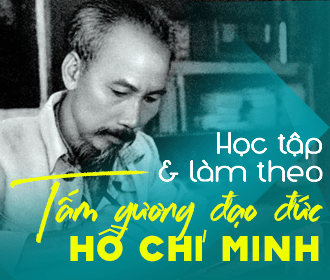 Học tập
& làm theo
Tấm gương đạo đức
HỒ CHÍ MINH